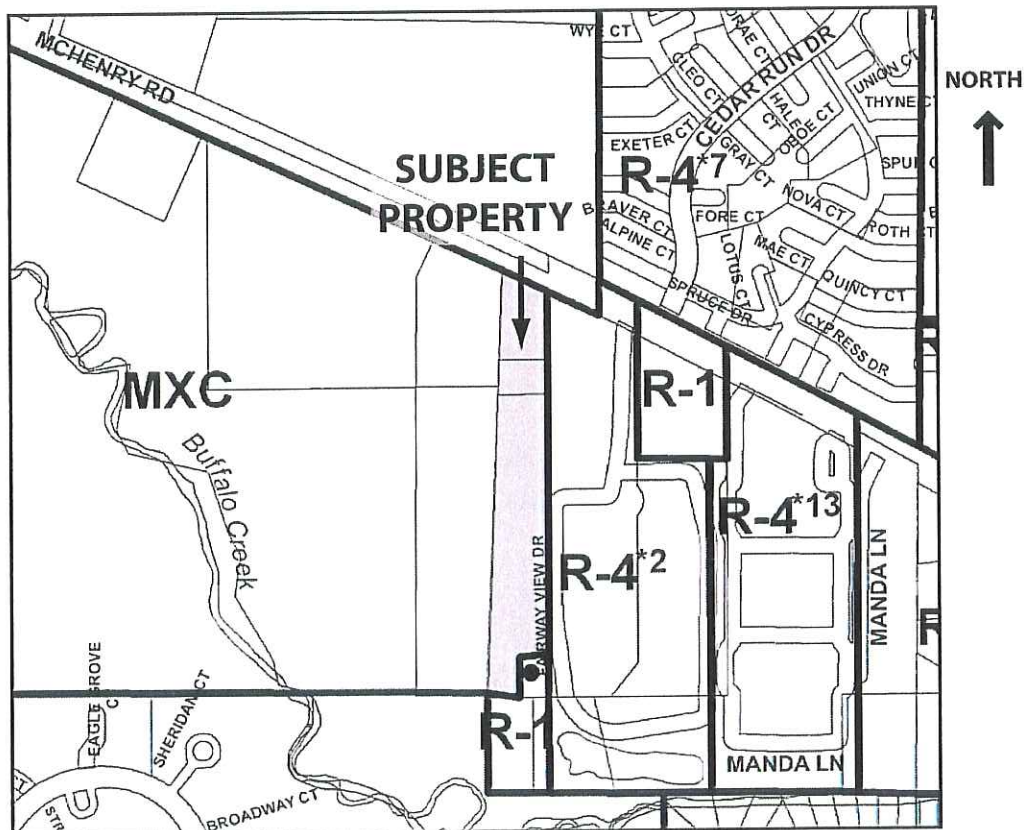 NORTH
MCHENRY RD
WYE CT
CLEO CT
CEDAR RUN DR
UNION CT
THYNE CT
HALE CT
OBOE CT
EXETER CT
GRAY CT
R-4*7
SUBJECT
PROPERTY
NOVA CT
BRAVER CT
FORE CT
ROTH CT
ALPINE CT
LOTUS CT
MAE CT
QUINCY CT
SPRUCE DR
CYPRESS DR
MXC
R-1
Buffalo Creek
R-4*13
R-4*2
MANDA LN
FAIRWAY VIEW DR
EAGLE GROVE
SHERIDAN CT
R-1
MANDA LN
BROADWAY CT